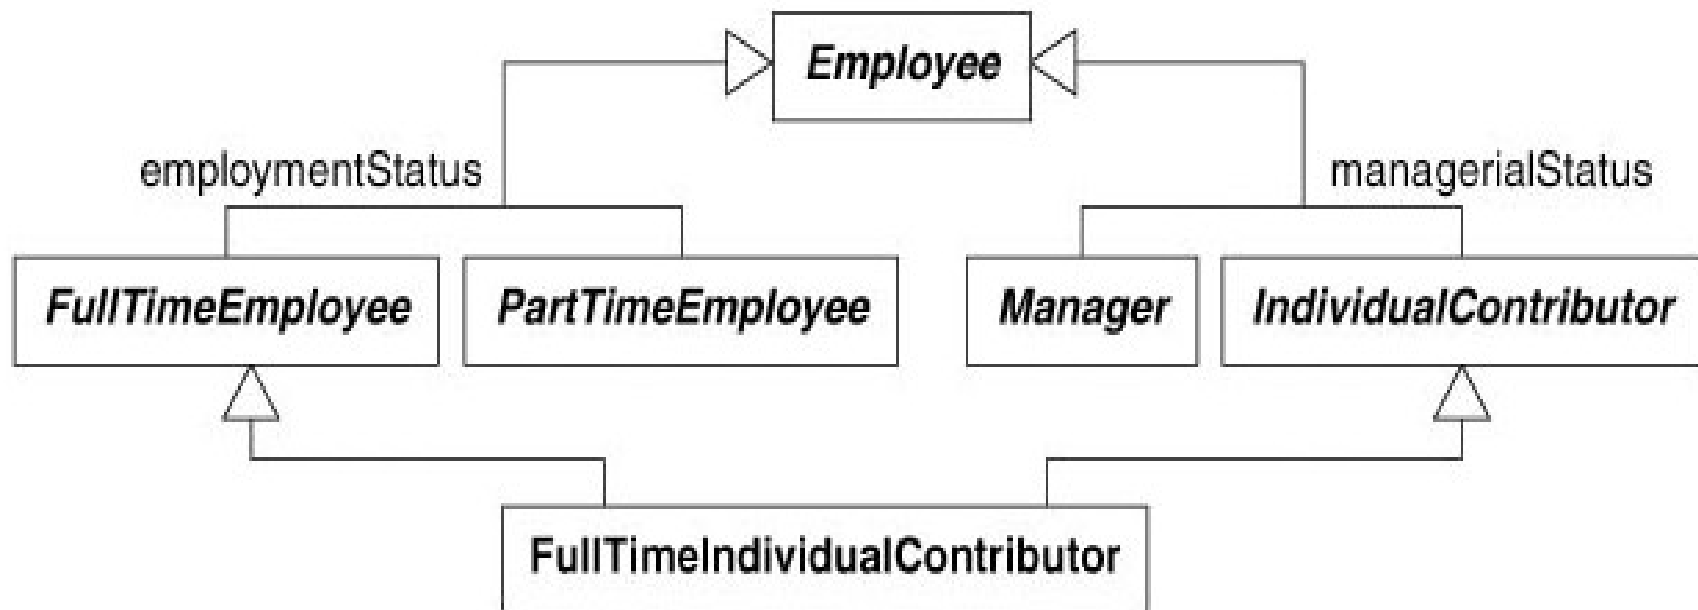 Employee
employmentStatus
managerialStatus
FullTimeEmployee
PartTimeEmployee
Manager
IndividualContributor
FullTimeIndividualContributor